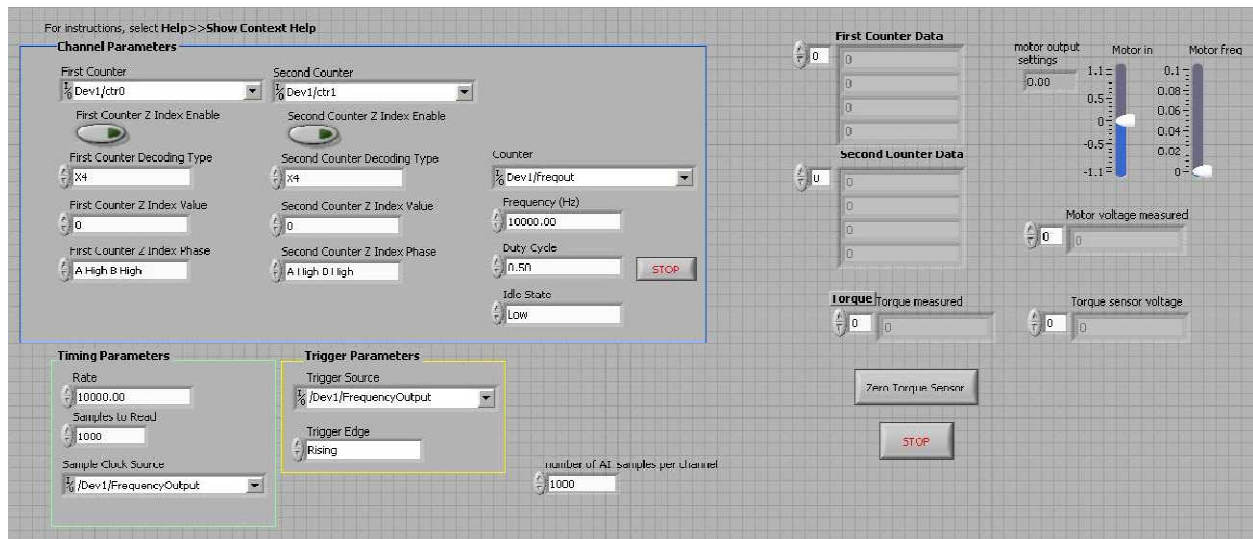 For instructions, select Help>>Show Context Help
Channel Parameters
First Counter
Dev1/ctr0
First Counter Z Index Enable
First Counter Decoding Type
X4
First Counter Z Index Value
0
First Counter Z Index Phase
A High B High
Second Counter
Dev1/ctr1
Second Counter Z Index Enable
Second Counter Decoding Type
X4
Second Counter Z Index Value
0
Second Counter Z Index Phase
A High B High
Counter
Dev1/Freqout
Frequency (Hz)
10000.00
Duty Cycle
0.50
Idle State
Low
STOP
Timing Parameters
Rate
10000.00
Samples to Read
1000
Sample Clock Source
/Dev1/FrequencyOutput
Trigger Parameters
Trigger Source
/Dev1/FrequencyOutput
Trigger Edge
Rising
number of AI samples per channel
1000
First Counter Data
0
0
0
0
0
Second Counter Data
0
0
0
0
0
motor output
settings
0.00
Motor in
1.1
0.5
0
-0.5
-1.1
Motor freq
0.1
0.08
0.06
0.04
0.02
0
Motor voltage measured
0
0
Torque
Torque measured
0
0
Torque sensor voltage
0
0
Zero Torque Sensor
STOP